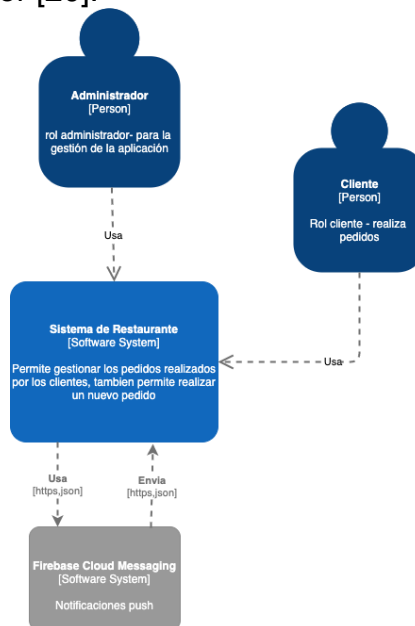 [20].
Administrador
[Person]
rol administrador- para la
gestión de la aplicación
Cliente
[Person]
Rol cliente - realiza
pedidos
Usa
Sistema de Restaurante
[Software System]
Permite gestionar los pedidos realizados
por los clientes, tambien permite realizar
un nuevo pedido
Usa
Usa
[https,json]
Envia
[https,json]
Firebase Cloud Messaging
[Software System]
Notificaciones push